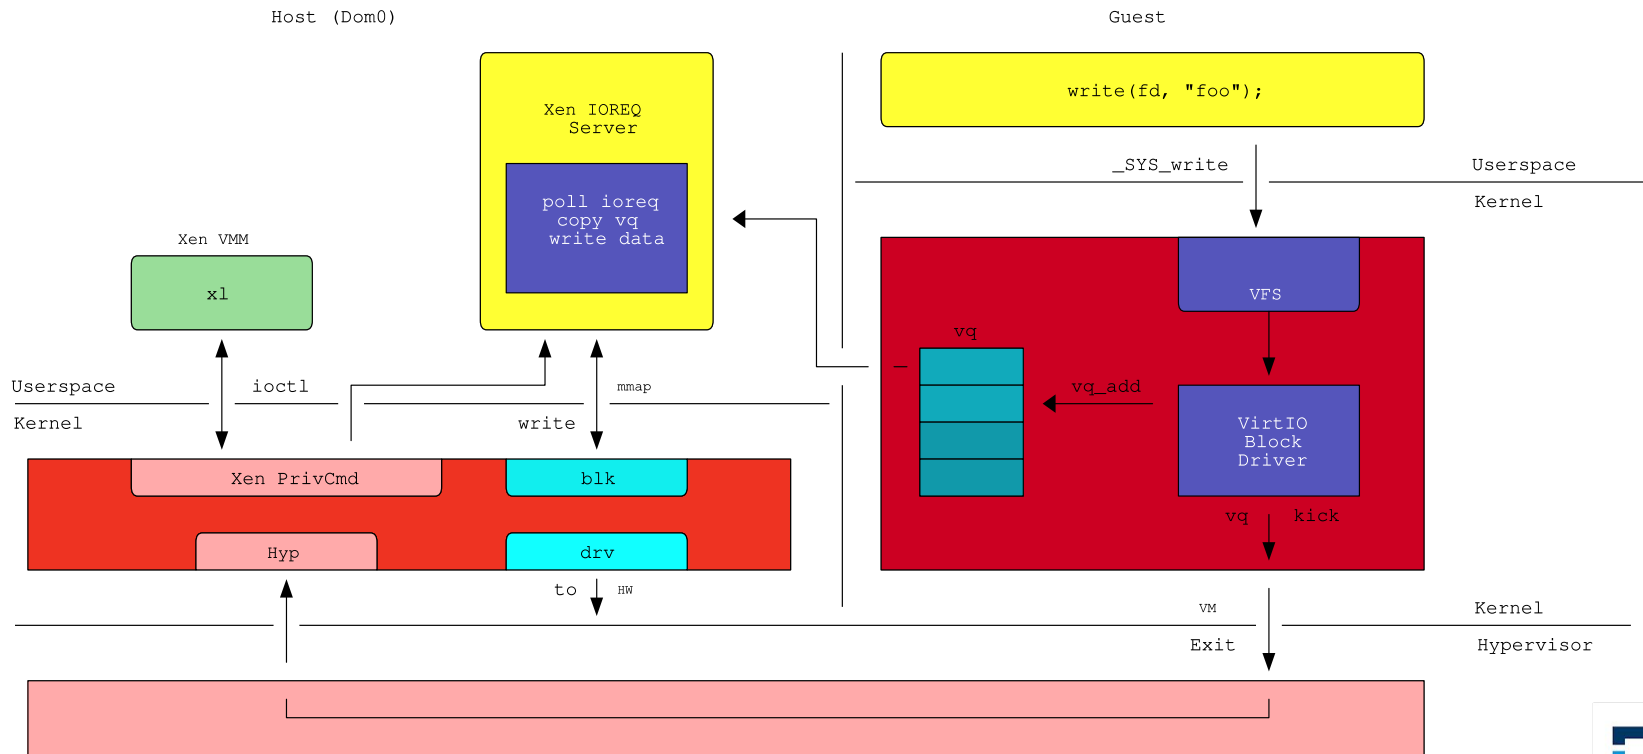 Host (Dom0)
Guest
write(fd, "foo");
Xen IOREQ
Server
_SYS_write
Userspace
Kernel
poll ioreq
copy vq
write data
Xen VMM
xl
VFS
vq
Userspace
ioctl
mmap
vq_add
Kernel
write
VirtIO
Block
Driver
Xen PrivCmd
blk
vq
kick
Hyp
drv
to
HW
VM
Kernel
Exit
Hypervisor